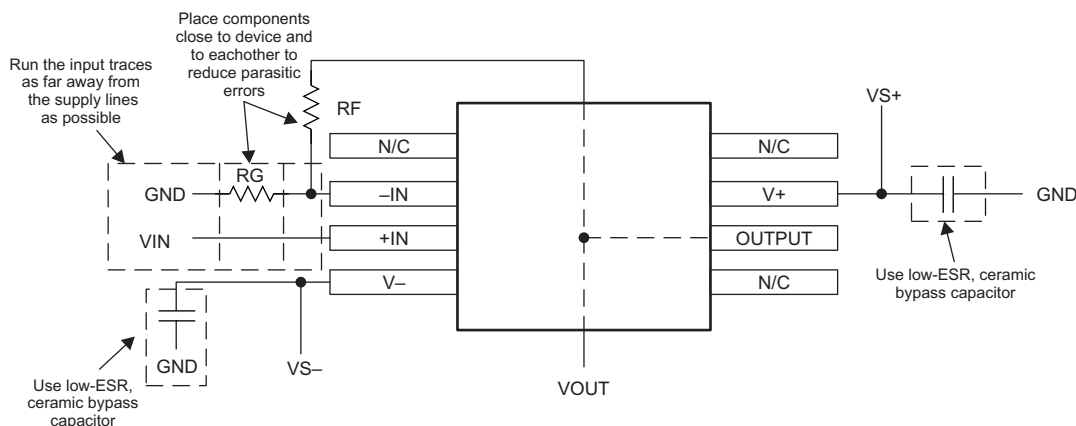 Place components
close to device and
to eachother to
reduce parasitic
errors
Run the input traces
as far away from
the supply lines
as possible
RF
VS+
N/C
N/C
RG
GND
–IN
V+
GND
VIN
+IN
OUTPUT
V–
N/C
Use low-ESR, ceramic
bypass capacitor
GND
VS–
VOUT
Use low-ESR,
ceramic bypass
capacitor